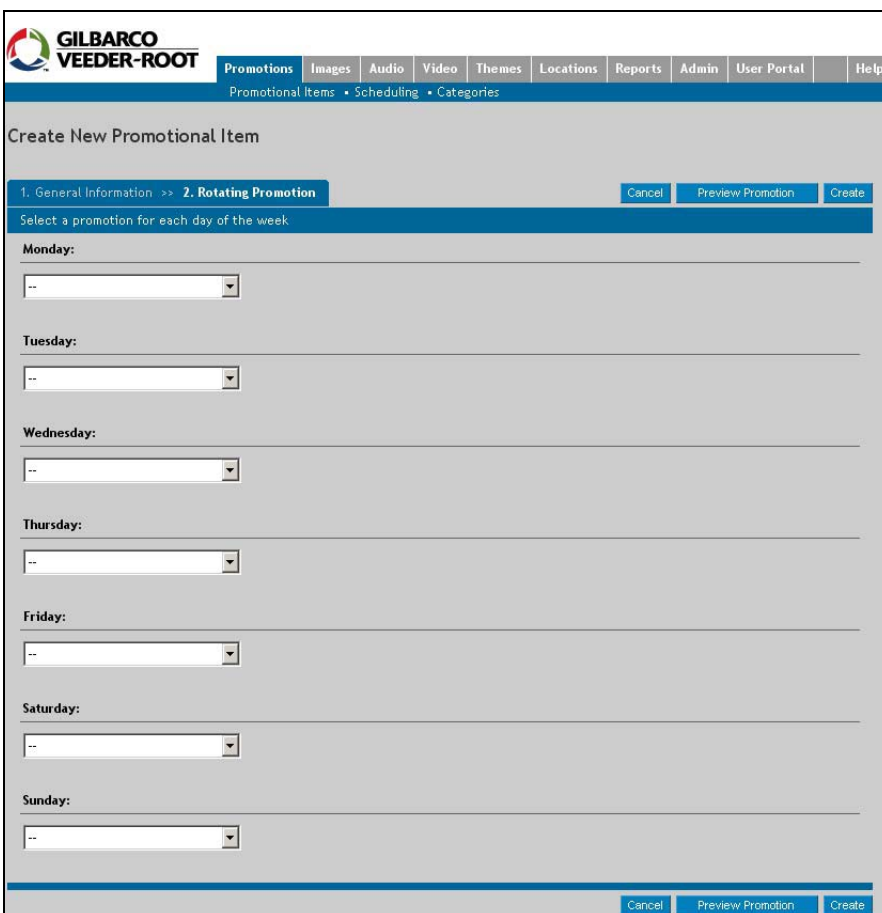 GILBARCO
VEEDER-ROOT
Promotions Images Audio Video Themes Locations Reports Admin User Portal Help
Promotional Items • Scheduling • Categories
Create New Promotional Item
1. General Information >> 2. Rotating Promotion Cancel Preview Promotion Create
Select a promotion for each day of the week
Monday:
--
Tuesday:
--
Wednesday:
--
Thursday:
--
Friday:
--
Saturday:
--
Sunday:
--
Cancel Preview Promotion Create